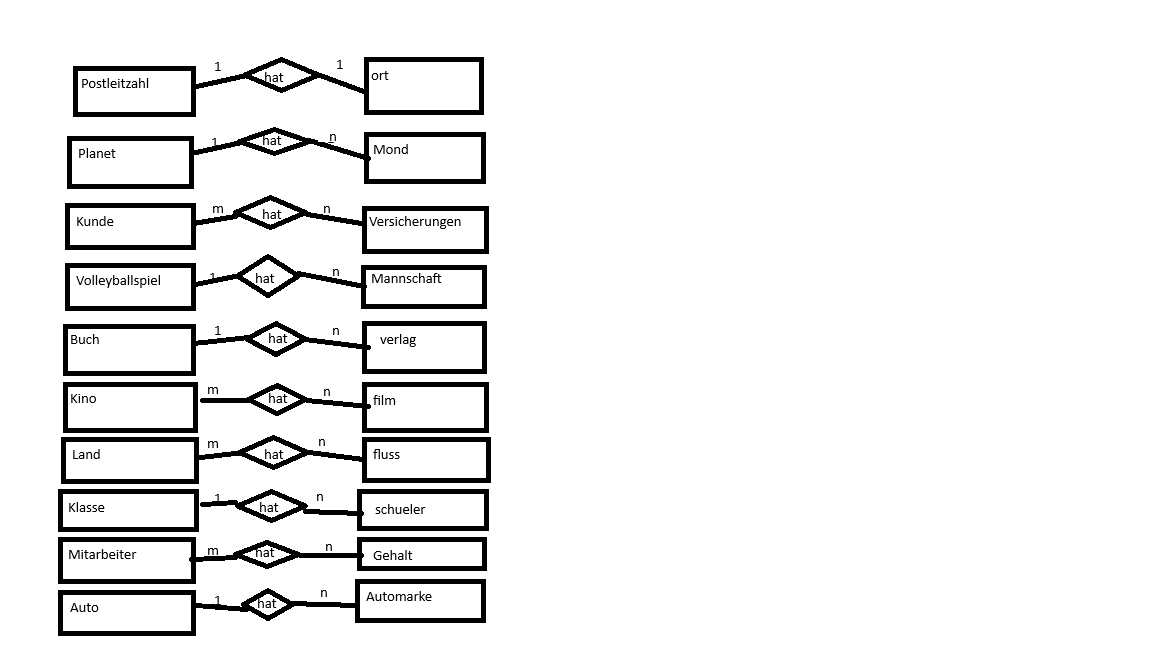 Postleitzahl 1 hat 1 ort
Planet 1 hat n Mond
Kunde m hat n Versicherungen
Volleyballspiel 1 hat n Mannschaft
Buch 1 hat n verlag
Kino m hat n film
Land m hat n fluss
Klasse 1 hat n schueler
Mitarbeiter m hat n Gehalt
Auto 1 hat n Automarke